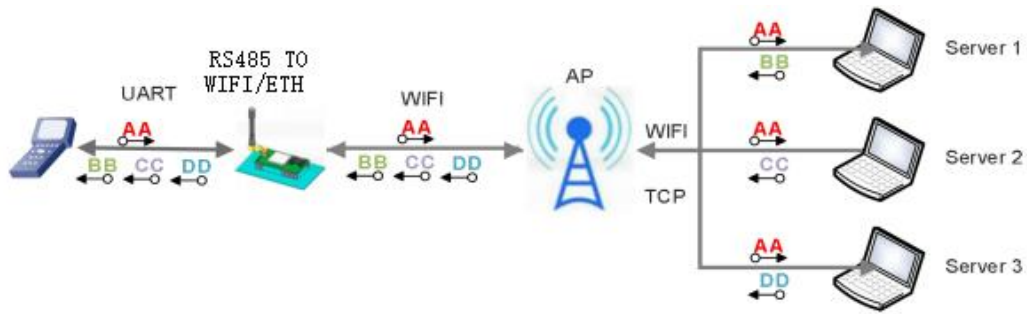 RS485 TO
WIFI/ETH
UART
AA
BB CC DD
WIFI
AA
BB CC DD
AP
WIFI
TCP
AA
BB
Server 1
AA
CC
Server 2
AA
DD
Server 3